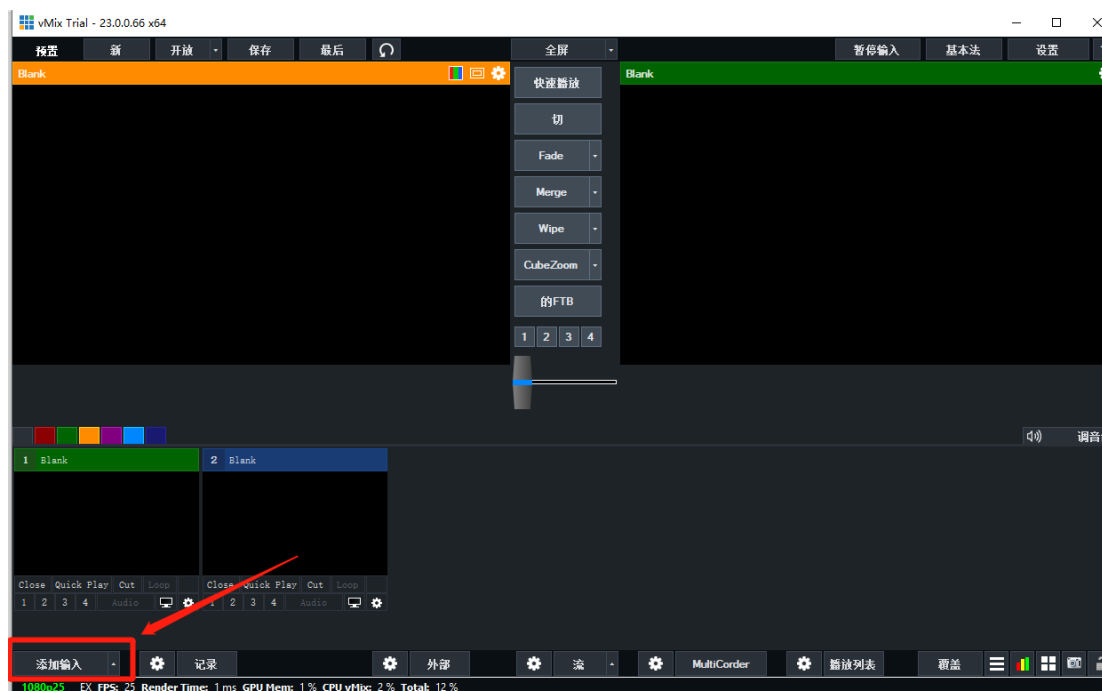 vMix Trial - 23.0.0.66 x64
预置 新 开放 保存 最后 全屏 暂停输入 基本法 设置
Blank Blank
快速播放
切
Fade
Merge
Wipe
CubeZoom
的FTB
1 2 3 4
调音
1 Blank 2 Blank
Close Quick Play Cut Loop Close Quick Play Cut Loop
1 2 3 4 Audio 1 2 3 4 Audio
添加输入 记录 外部 流 MultiCorder 播放列表 覆盖
1080p25 EX FPS: 25 Render Time: 1 ms GPU Mem: 1 % CPU vMix: 2 % Total: 12 %